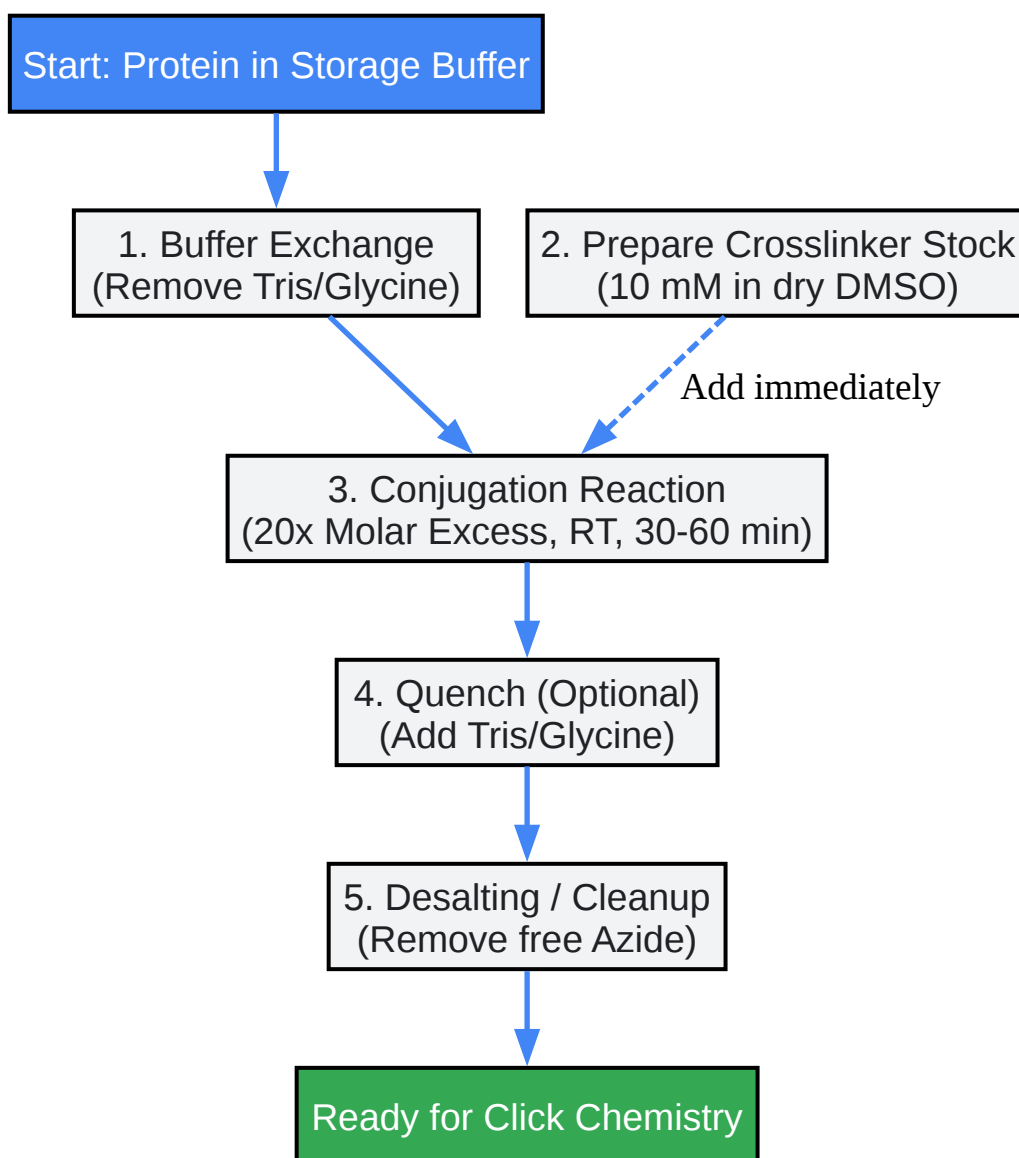 Start: Protein in Storage Buffer
1. Buffer Exchange
(Remove Tris/Glycine)
2. Prepare Crosslinker Stock
(10 mM in dry DMSO)
Add immediately
3. Conjugation Reaction
(20x Molar Excess, RT, 30-60 min)
4. Quench (Optional)
(Add Tris/Glycine)
5. Desalting / Cleanup
(Remove free Azide)
Ready for Click Chemistry